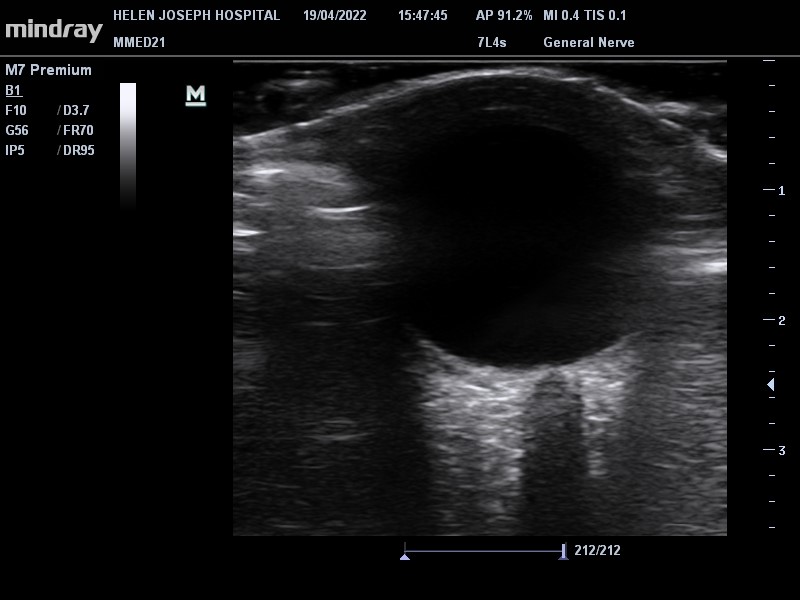 mindray
HELEN JOSEPH HOSPITAL 19/04/2022 15:47:45 AP 91.2% MI 0.4 TIS 0.1
MMED21 7L4s General Nerve
M7 Premium
B1
F10 / D3.7
G56 / FR70
IP5 / DR95
M
1
2
3
212/212